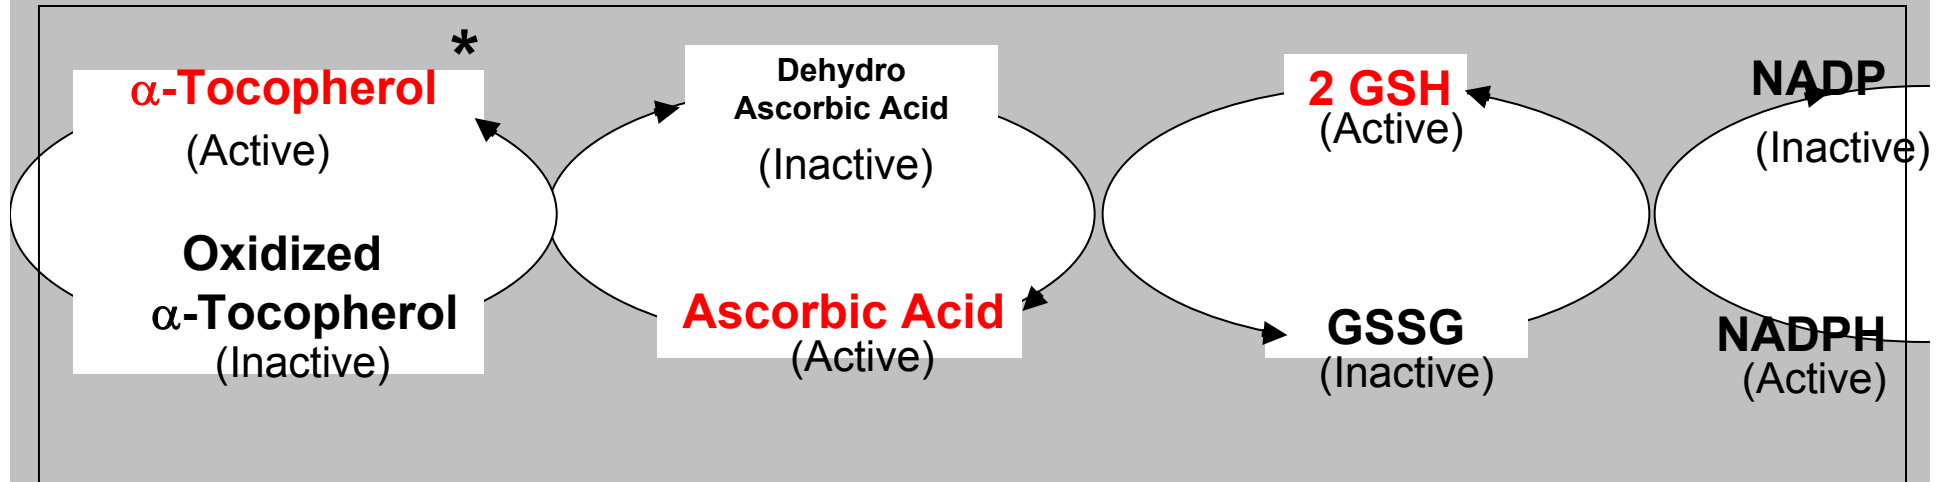 *
α-Tocopherol
(Active)
Oxidized
α-Tocopherol
(Inactive)
Dehydro
Ascorbic Acid
(Inactive)
Ascorbic Acid
(Active)
2 GSH
(Active)
GSSG
(Inactive)
NADP
(Inactive)
NADPH
(Active)